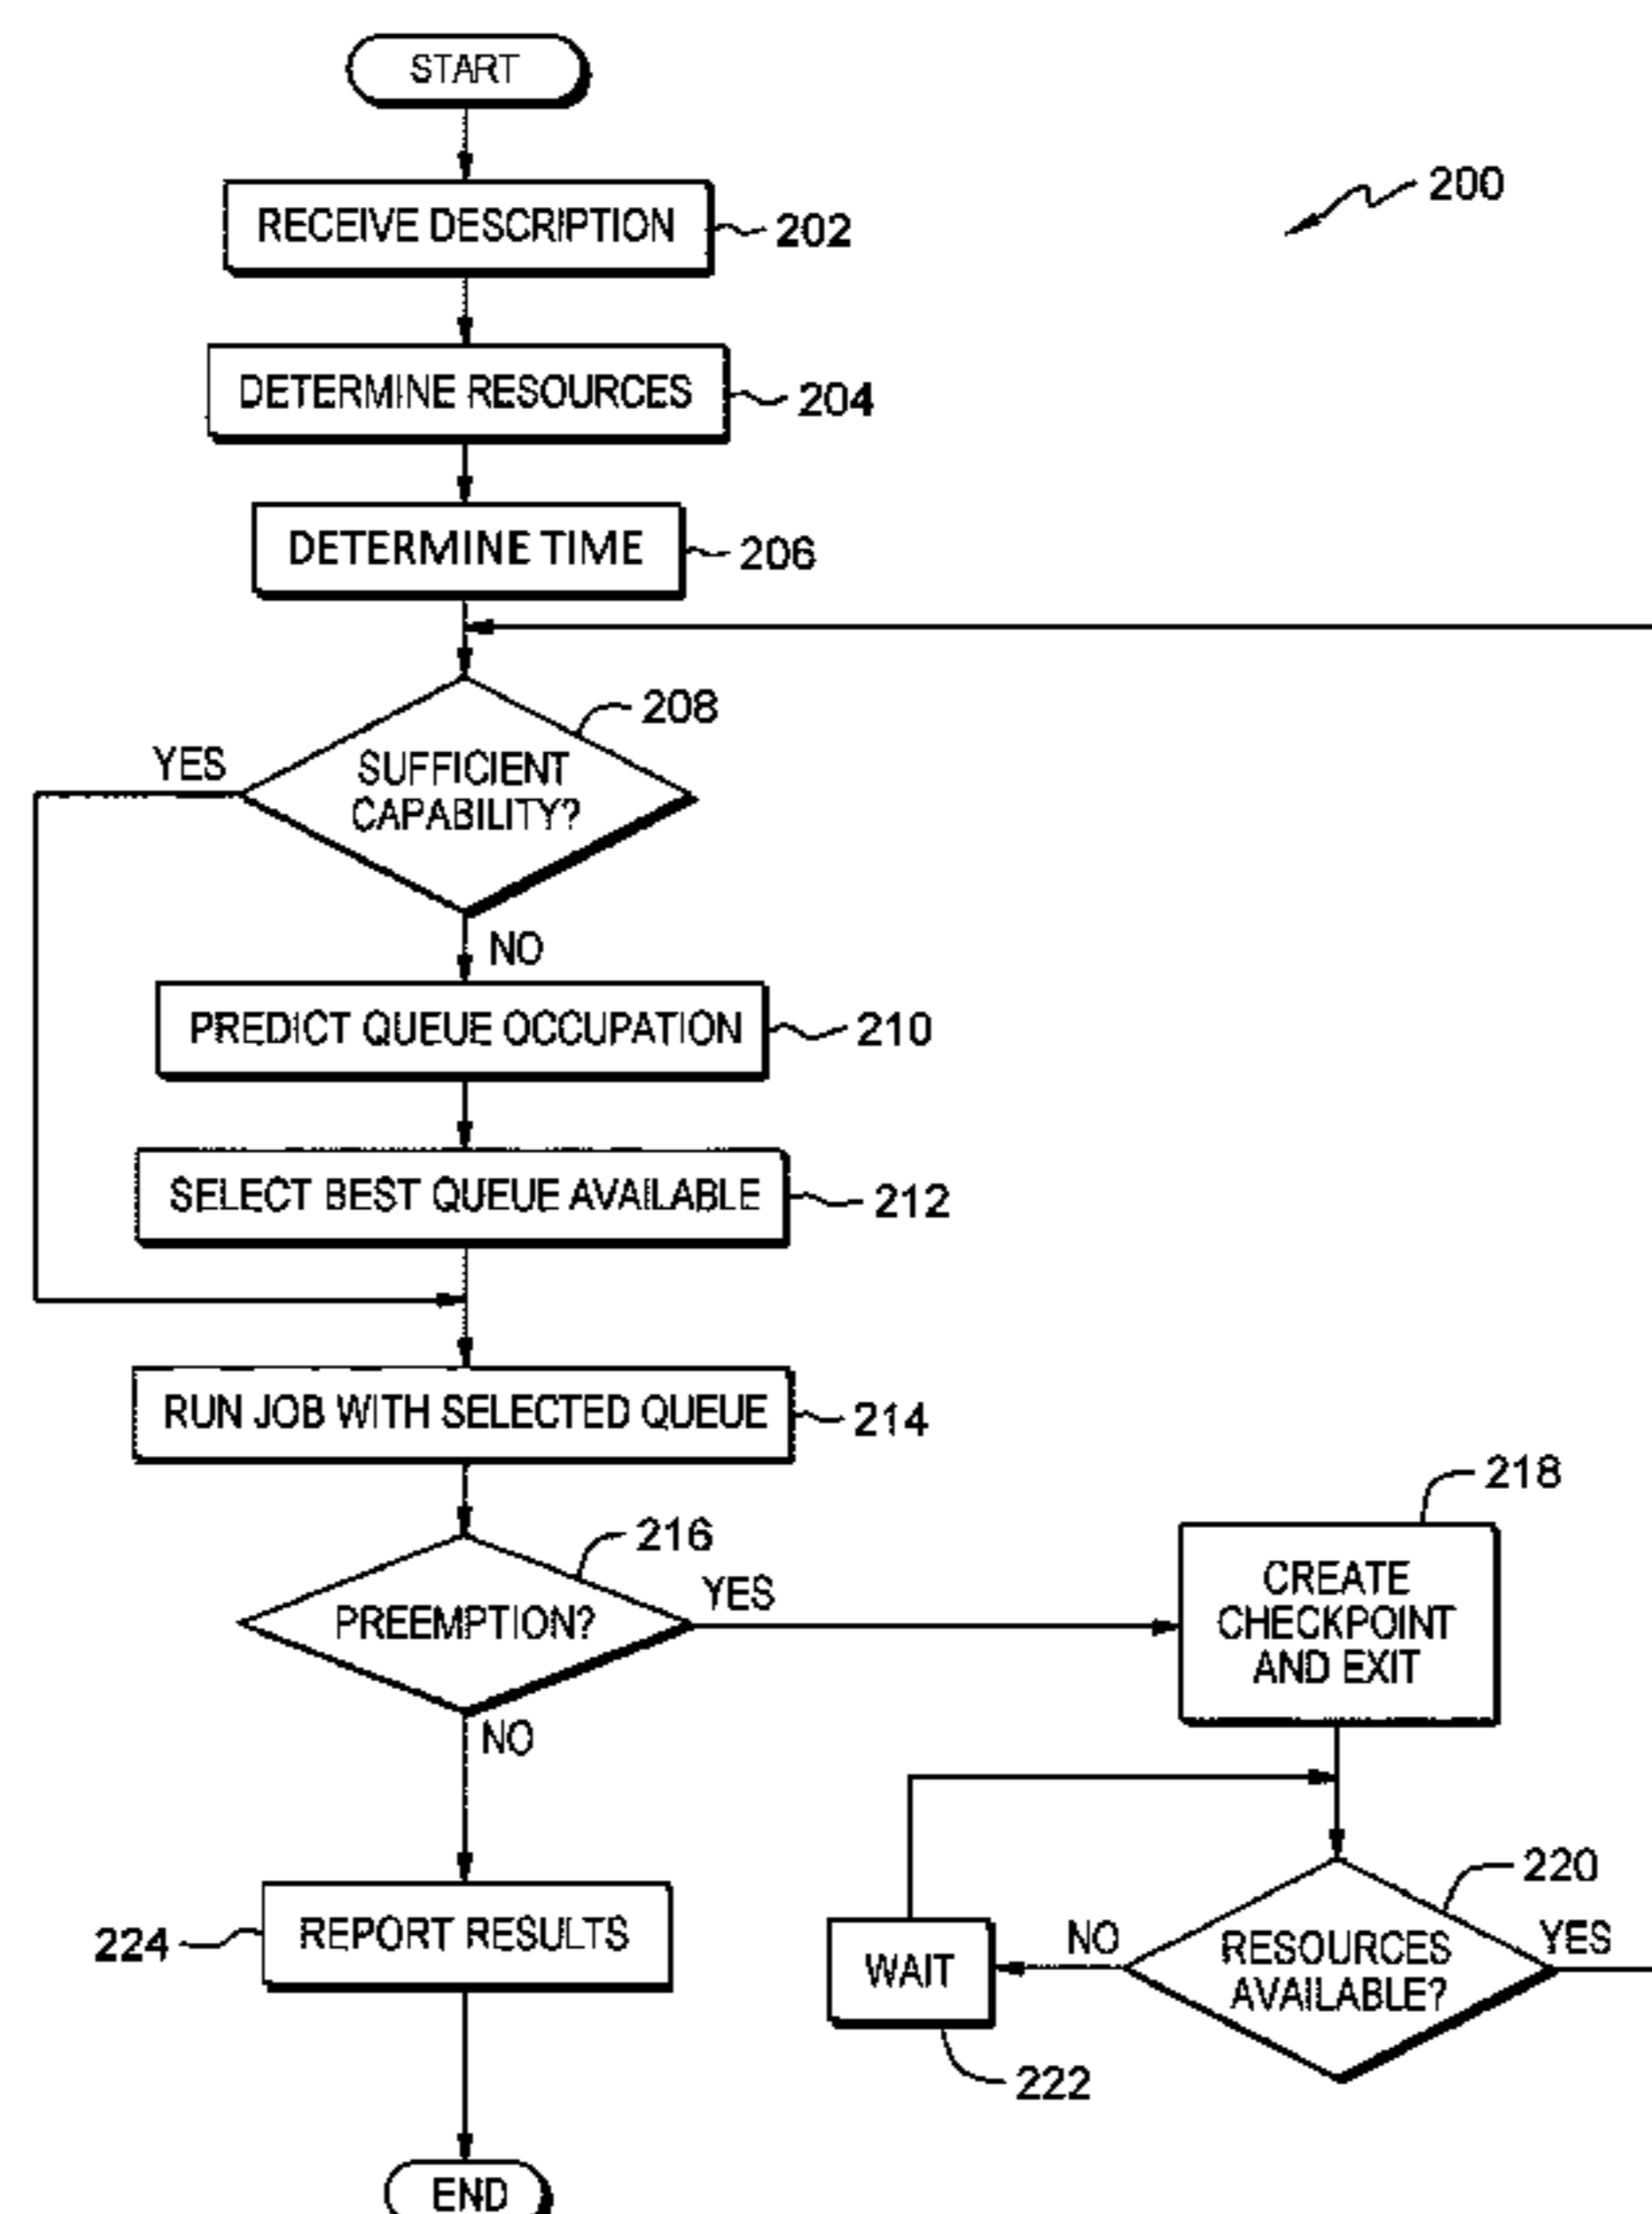 START
200
RECEIVE DESCRIPTION
202
DETERMINE RESOURCES
204
DETERMINE TIME
206
208
YES
SUFFICIENT
CAPABILITY?
NO
PREDICT QUEUE OCCUPATION
210
SELECT BEST QUEUE AVAILABLE
212
RUN JOB WITH SELECTED QUEUE
214
216
PREEMPTION?
YES
NO
218
CREATE
CHECKPOINT
AND EXIT
220
RESOURCES
AVAILABLE?
YES
NO
WAIT
222
REPORT RESULTS
224
END